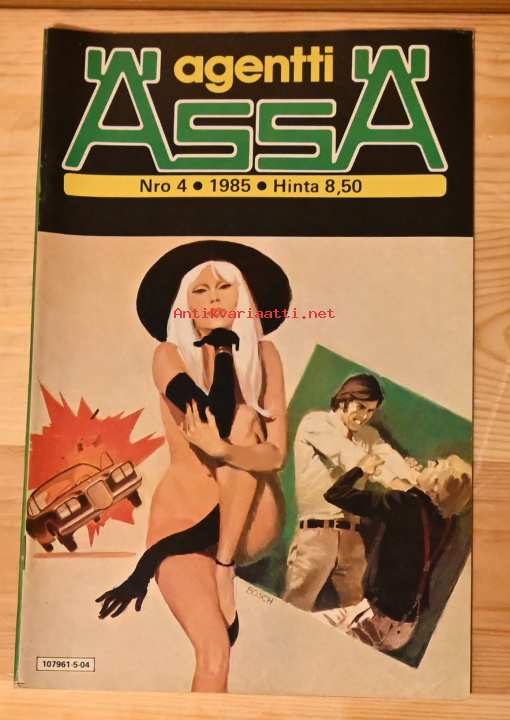 agentti
ÄSSÄ
Nro 4 • 1985 • Hinta 8,50
Antikvariaatti.net
BOSCH
107961-5-04